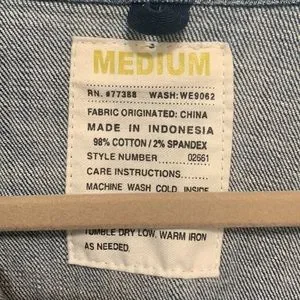 MEDIUM
RN. #77388 WASH:WE9062
FABRIC ORIGINATED: CHINA
MADE IN INDONESIA
98% COTTON/2% SPANDEX
STYLE NUMBER 02661
CARE INSTRUCTIONS......
MACHINE WASH COLD INSIDE
TUMBLE DRY LOW. WARM IRON
AS NEEDED.